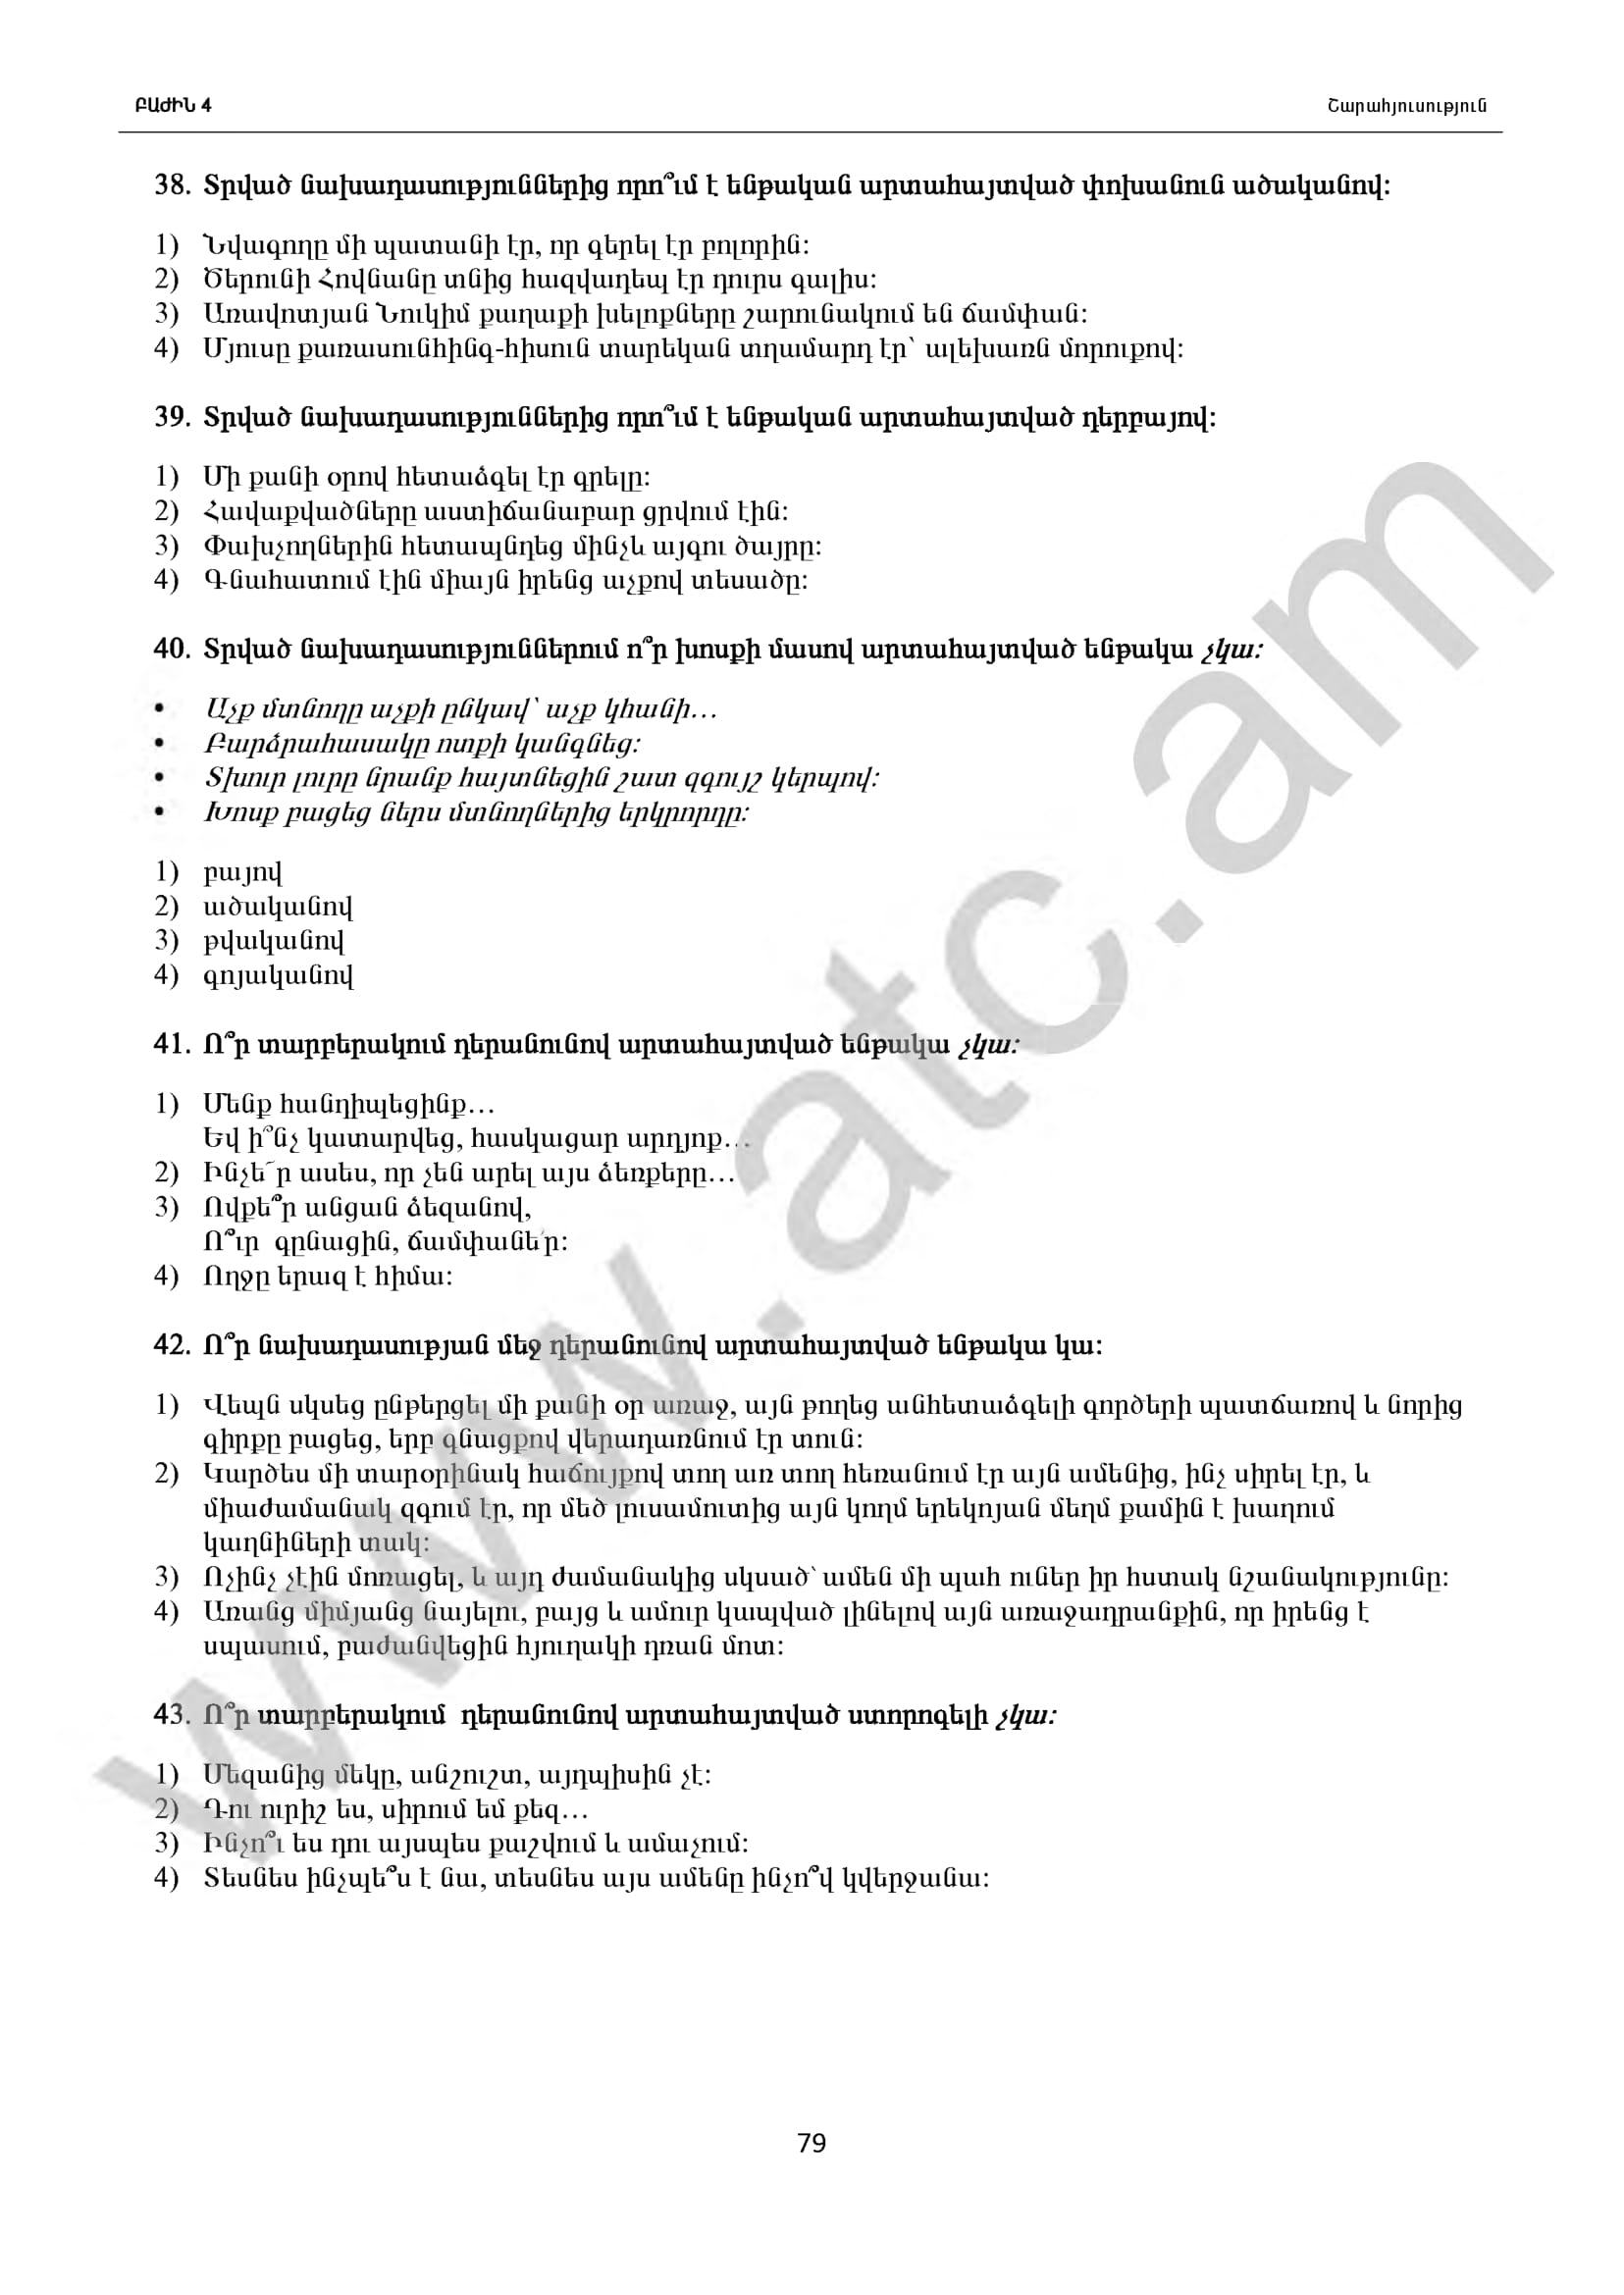 ԲԱԺԻՆ 4
Շարահյուսություն
38. Տրված նախադասություններից որո՞ւմ է ենթական արտահայտված փոխանուն ածականով:
1) Նվագողը մի պատանի էր, որ գերել էր բոլորին:
2) Ծերունի Հովնանը տնից հազվադեպ էր դուրս գալիս:
3) Առավոտյան Նուկիմ քաղաքի խելոքները շարունակում են ճամփան:
4) Մյուսը քառասունհինգ-հիսուն տարեկան տղամարդ էր՝ ալեխառն մորուքով:
39. Տրված նախադասություններից որո՞ւմ է ենթական արտահայտված դերբայով:
1) Մի քանի օրով հետաձգել էր գրելը:
2) Հավաքվածները աստիճանաբար ցրվում էին:
3) Փախչողներին հետապնդեց մինչև այգու ծայրը:
4) Գնահատում էին միայն իրենց աչքով տեսածը:
40. Տրված նախադասություններում ո՞ր խոսքի մասով արտահայտված ենթակա չկա:
• Աչք մտնողը աչքի ընկավ՝ աչք կհանի…
• Բարձրահասակը ոտքի կանգնեց:
• Տխուր լուրը նրանք հայտնեցին շատ զգույշ կերպով:
• Խոսք բացեց ներս մտնողներից երկրորդը:
1) բայով
2) ածականով
3) թվականով
4) գոյականով
41. Ո՞ր տարբերակում դերանունով արտահայտված ենթակա չկա:
1) Մենք հանդիպեցինք…
Եվ ի՞նչ կատարվեց, հասկացար արդյոք…
2) Ինչե՜ր ասես, որ չեն արել այս ձեռքերը…
3) Ովքե՞ր անցան ձեզանով,
Ո՞ւր գընացին, ճամփանե՛ր:
4) Ողջը երազ է հիմա:
42. Ո՞ր նախադասության մեջ դերանունով արտահայտված ենթակա կա:
1) Վեպն սկսեց ընթերցել մի քանի օր առաջ, այն թողեց անհետաձգելի գործերի պատճառով և նորից
գիրքը բացեց, երբ գնացքով վերադառնում էր տուն:
2) Կարծես մի տարօրինակ հաճույքով տող առ տող հեռանում էր այն ամենից, ինչ սիրել էր, և
միաժամանակ զգում էր, որ մեծ լուսամուտից այն կողմ երեկոյան մեղմ քամին է խաղում
կաղնիների տակ:
3) Ոչինչ չէին մոռացել, և այդ ժամանակից սկսած՝ ամեն մի պահ ուներ իր հստակ նշանակությունը:
4) Առանց միմյանց նայելու, բայց և ամուր կապված լինելով այն առաջադրանքին, որ իրենց է
սպասում, բաժանվեցին հյուղակի դռան մոտ:
43. Ո՞ր տարբերակում դերանունով արտահայտված ստորոգելի չկա:
1) Մեզանից մեկը, անշուշտ, այդպիսին չէ:
2) Դու ուրիշ ես, սիրում եմ քեզ…
3) Ինչո՞ւ ես դու այսպես քաշվում և ամաչում:
4) Տեսնես ինչպե՞ս է նա, տեսնես այս ամենը ինչո՞վ կվերջանա:
www.atc.am
79